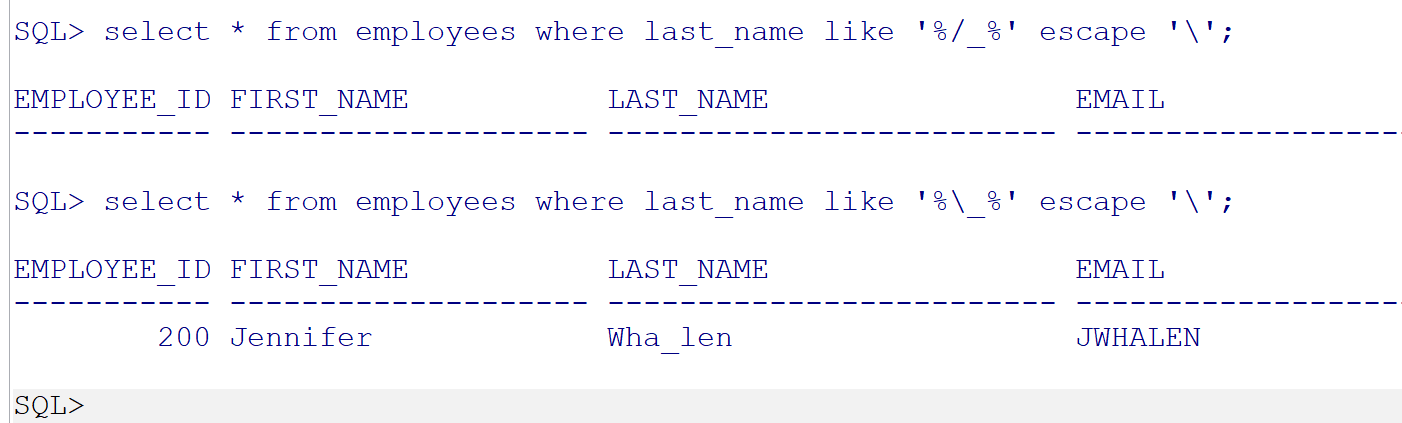 SQL> select * from employees where last_name like '%/_%' escape '\';
EMPLOYEE_ID FIRST_NAME           LAST_NAME                 EMAIL
----------- -------------------- ------------------------- ------------------
SQL> select * from employees where last_name like '%\_%' escape '\';
EMPLOYEE_ID FIRST_NAME           LAST_NAME                 EMAIL
----------- -------------------- ------------------------- ------------------
        200 Jennifer             Wha_len                   JWHALEN
SQL>